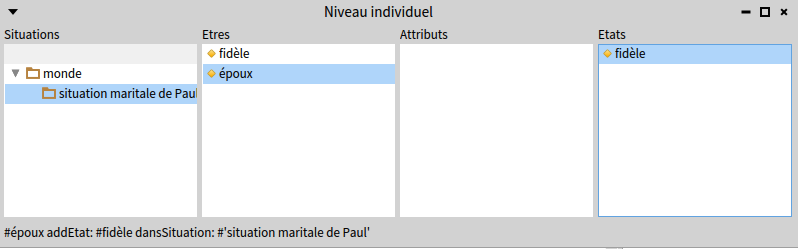 Niveau individuel
Situations Etres Attributs Etats
fidèle fidèle
monde époux
situation maritale de Paul
#époux addEtat: #fidèle dansSituation: #'situation maritale de Paul'